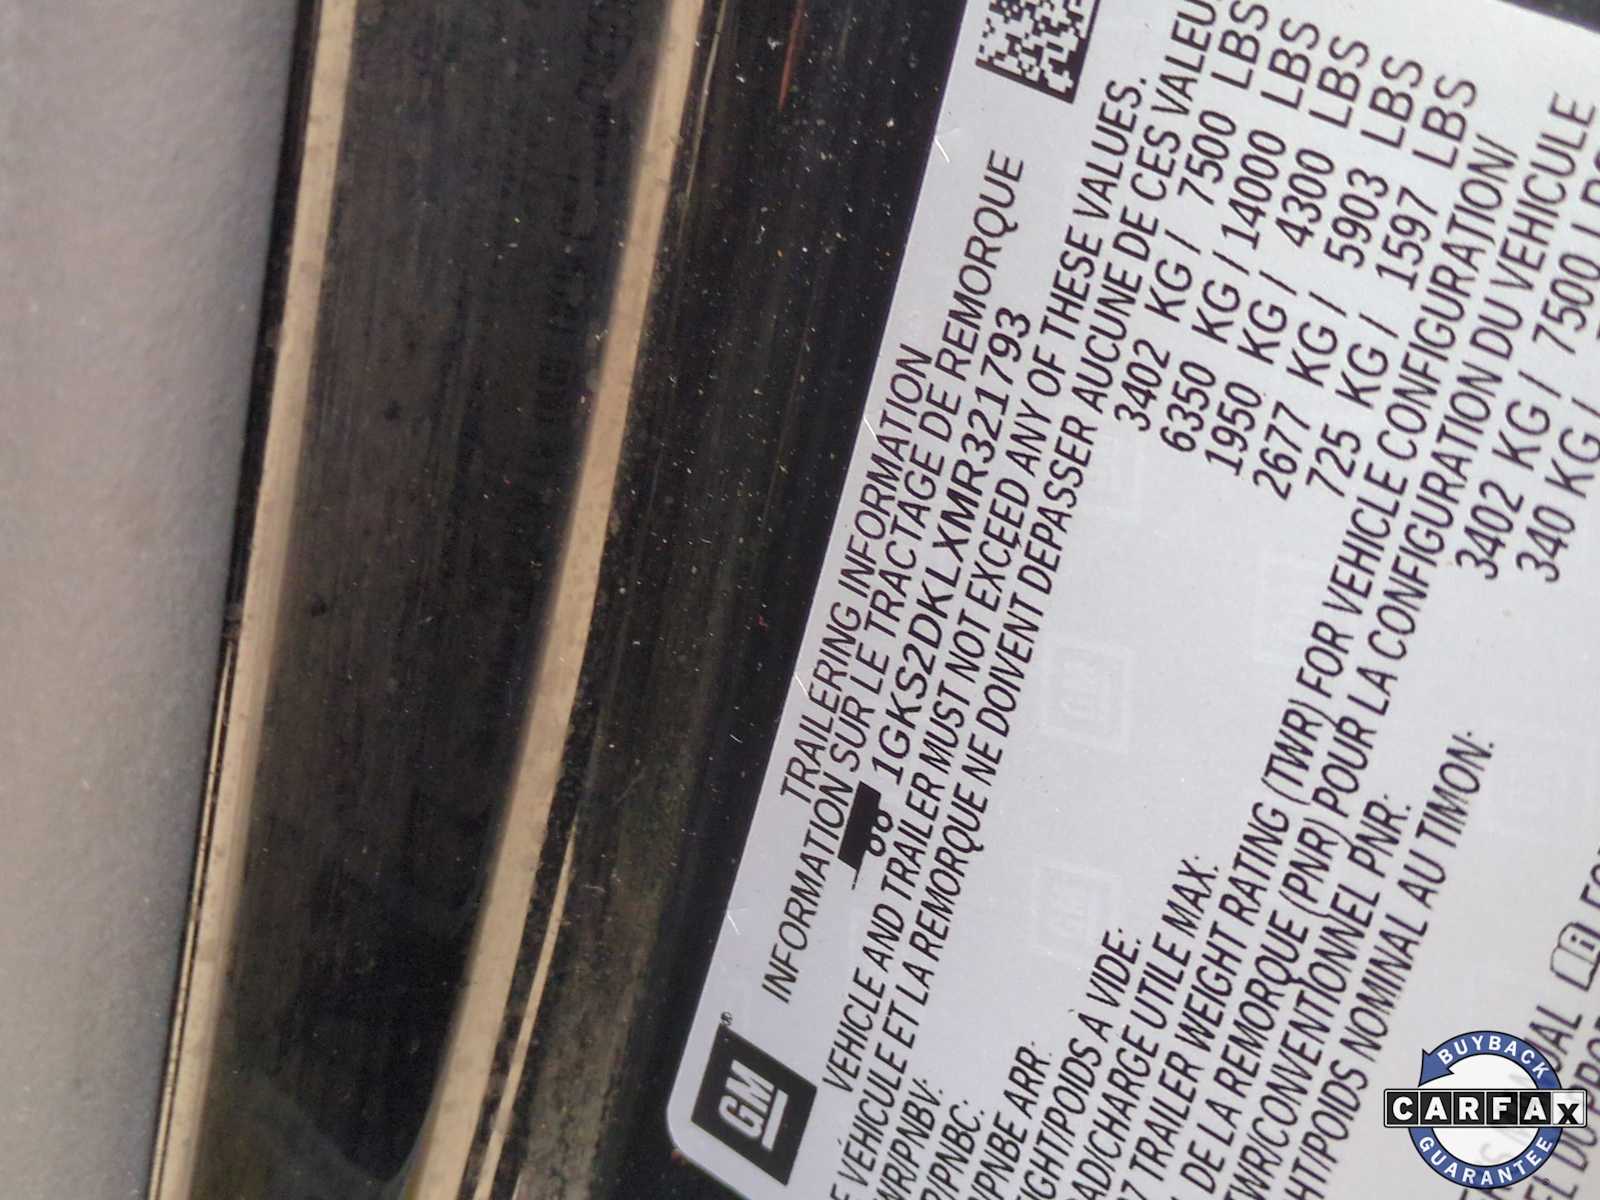 GM
TRAILERING INFORMATION
INFORMATION SUR LE TRACTAGE DE REMORQUE
1GKS2DKLXMR321793
VEHICLE AND TRAILER MUST NOT EXCEED ANY OF THESE VALUES.
VÉHICULE ET LA REMORQUE NE DOIVENT DEPASSER AUCUNE DE CES VALEU
3402 KG / 7500 LBS
6350 KG / 14000 LBS
/PNBE ARR: 1950 KG / 4300 LBS
POIDS A VIDE: 2677 KG / 5903 LBS
CHARGE UTILE MAX: 725 KG / 1597 LBS
TRAILER WEIGHT RATING (TWR) FOR VEHICLE CONFIGURATION/
DE LA REMORQUE (PNR) POUR LA CONFIGURATION DU VEHICULE
CONVENTIONNEL PNR: 3402 KG / 7500
POIDS NOMINAL AU TIMON: 340 KG /
BUYBACK
CARFAX
GUARANTEE